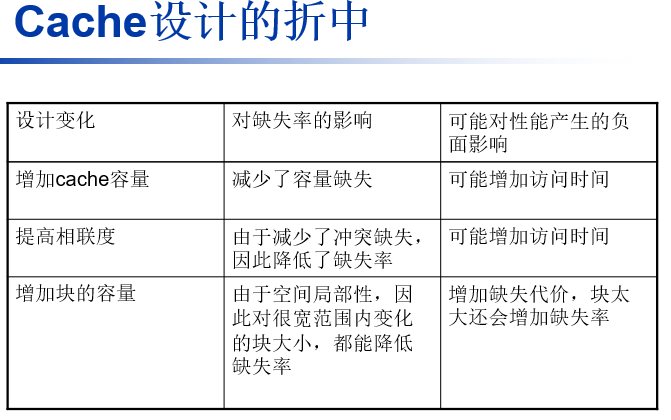 Cache设计的折中
设计变化
对缺失率的影响
可能对性能产生的负
面影响
增加cache容量
减少了容量缺失
可能增加访问时间
提高相联度
由于减少了冲突缺失，
因此降低了缺失率
可能增加访问时间
增加块的容量
由于空间局部性，因
此对很宽范围内变化
的块大小，都能降低
缺失率
增加缺失代价，块太
大还会增加缺失率